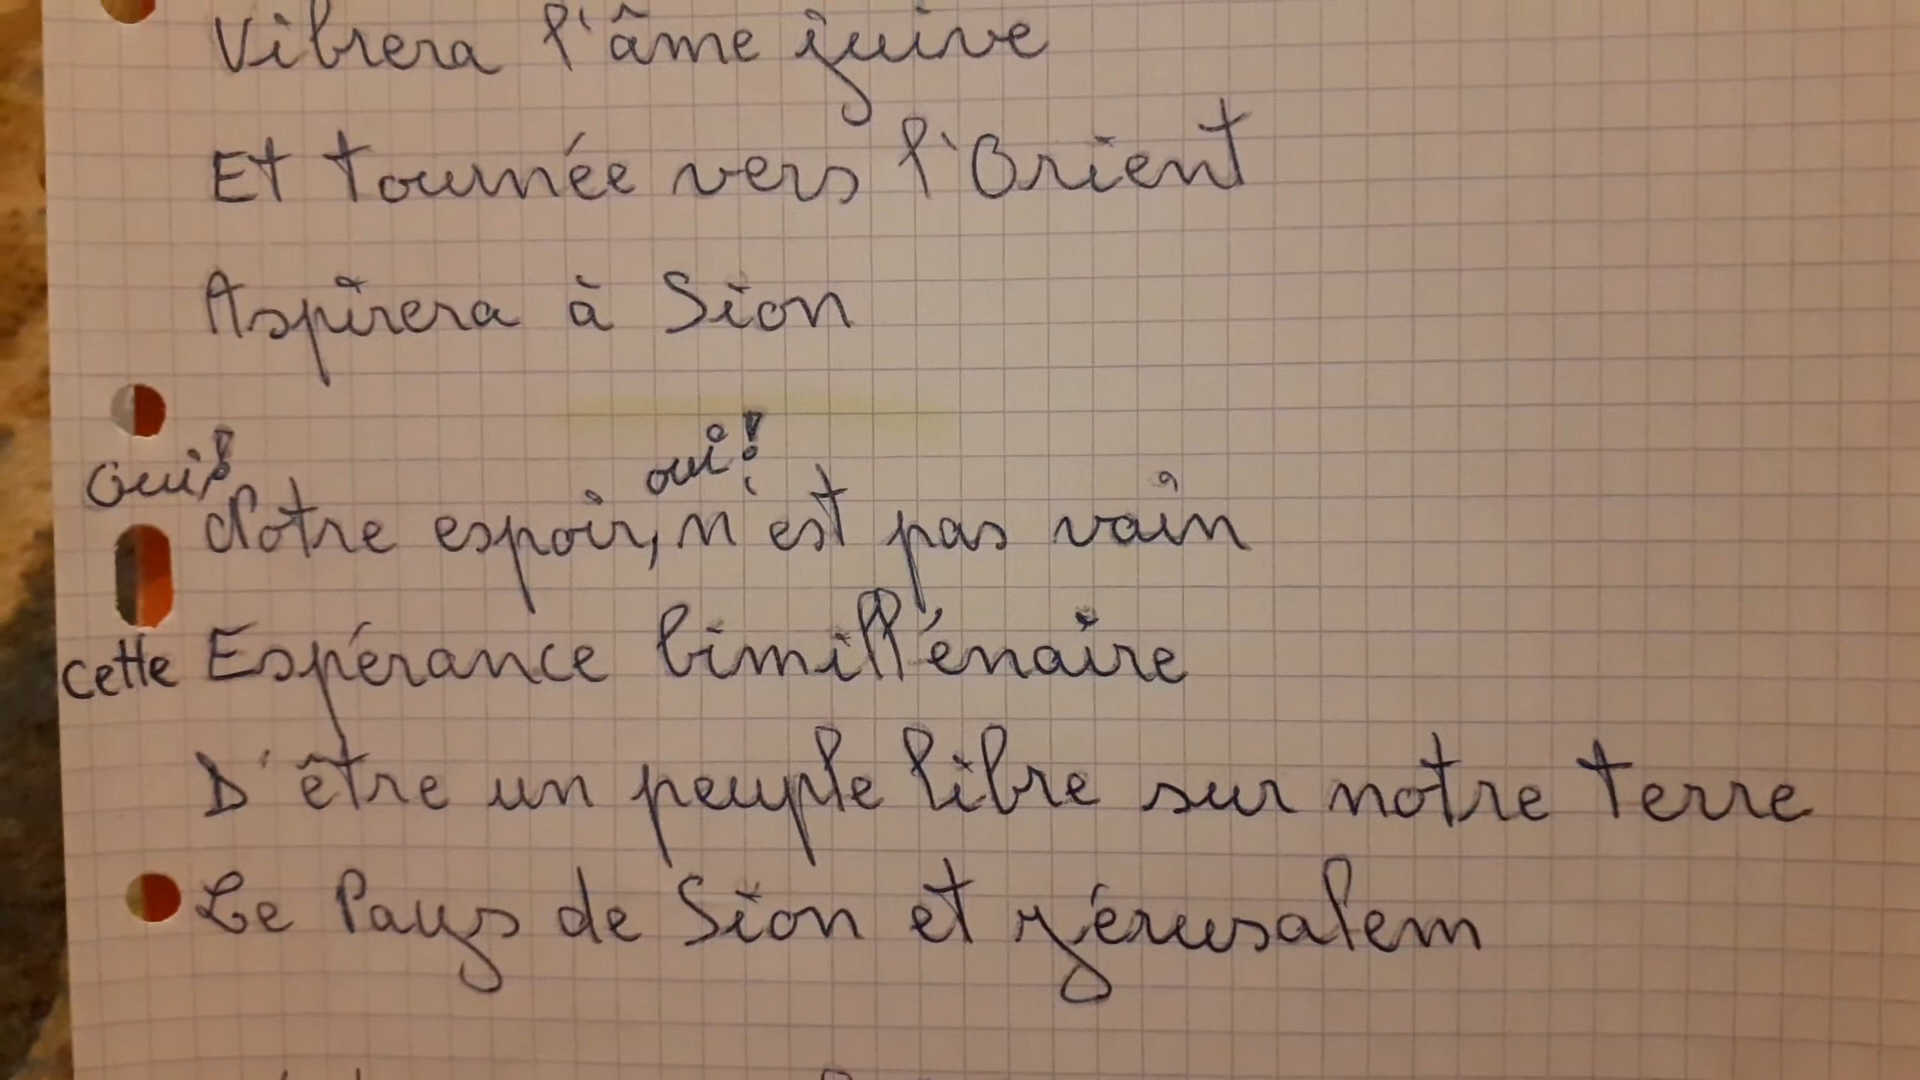 Vibrera l'âme juive
Et tournée vers l'Orient
Aspirera à Sion
oui!
oui!
Notre espoir, n'est pas vain
cette Espérance bimillénaire
D'être un peuple libre sur notre terre
Le Pays de Sion et Jérusalem